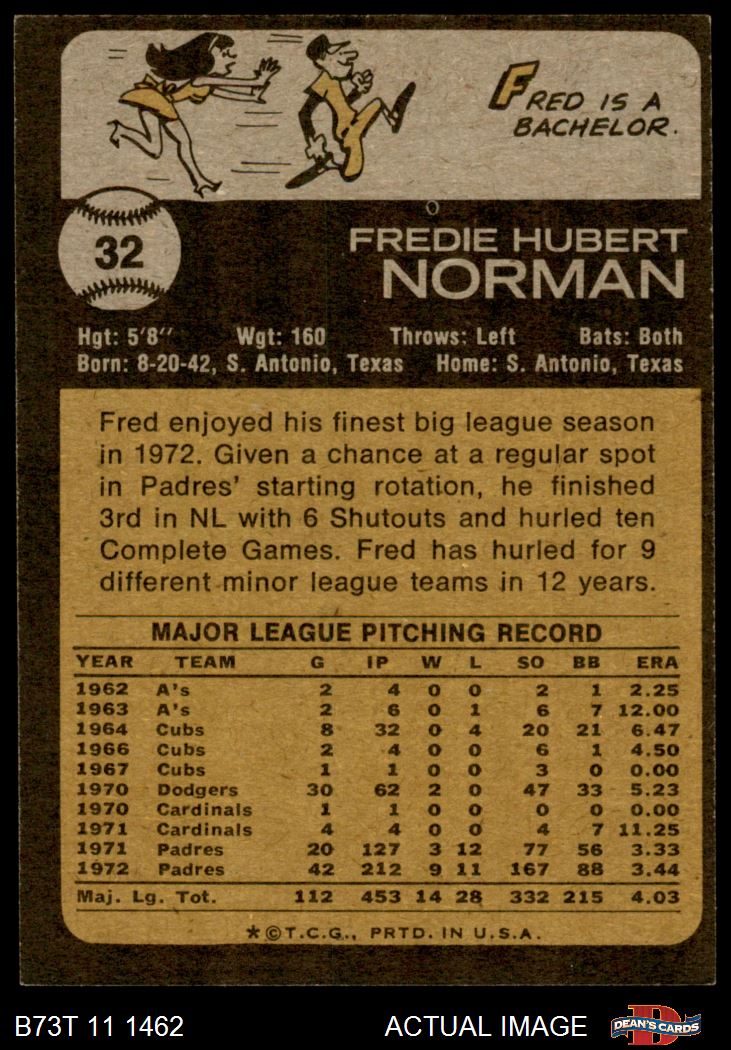 FRED IS A
BACHELOR.
32
FREDIE HUBERT
NORMAN
Hgt: 5'8" Wgt: 160 Throws: Left Bats: Both
Born: 8-20-42, S. Antonio, Texas Home: S. Antonio, Texas
Fred enjoyed his finest big league season
in 1972. Given a chance at a regular spot
in Padres' starting rotation, he finished
3rd in NL with 6 Shutouts and hurled ten
Complete Games. Fred has hurled for 9
different minor league teams in 12 years.
MAJOR LEAGUE PITCHING RECORD
YEAR TEAM G IP W L SO BB ERA
1962 A's 2 4 0 0 2 1 2.25
1963 A's 2 6 0 1 6 7 12.00
1964 Cubs 8 32 0 4 20 21 6.47
1966 Cubs 2 4 0 0 6 1 4.50
1967 Cubs 1 1 0 0 3 0 0.00
1970 Dodgers 30 62 2 0 47 33 5.23
1970 Cardinals 1 1 0 0 0 0 0.00
1971 Cardinals 4 4 0 0 4 7 11.25
1971 Padres 20 127 3 12 77 56 3.33
1972 Padres 42 212 9 11 167 88 3.44
Maj. Lg. Tot. 112 453 14 28 332 215 4.03
*©T.C.G., PRTD. IN U.S.A.
B73T 11 1462 ACTUAL IMAGE DEAN'S CARDS